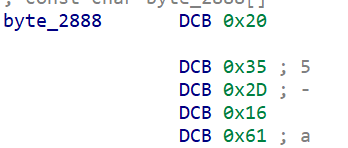 ; const char byte_2888[]
byte_2888 DCB 0x20
DCB 0x35 ; 5
DCB 0x2D ; -
DCB 0x16
DCB 0x61 ; a